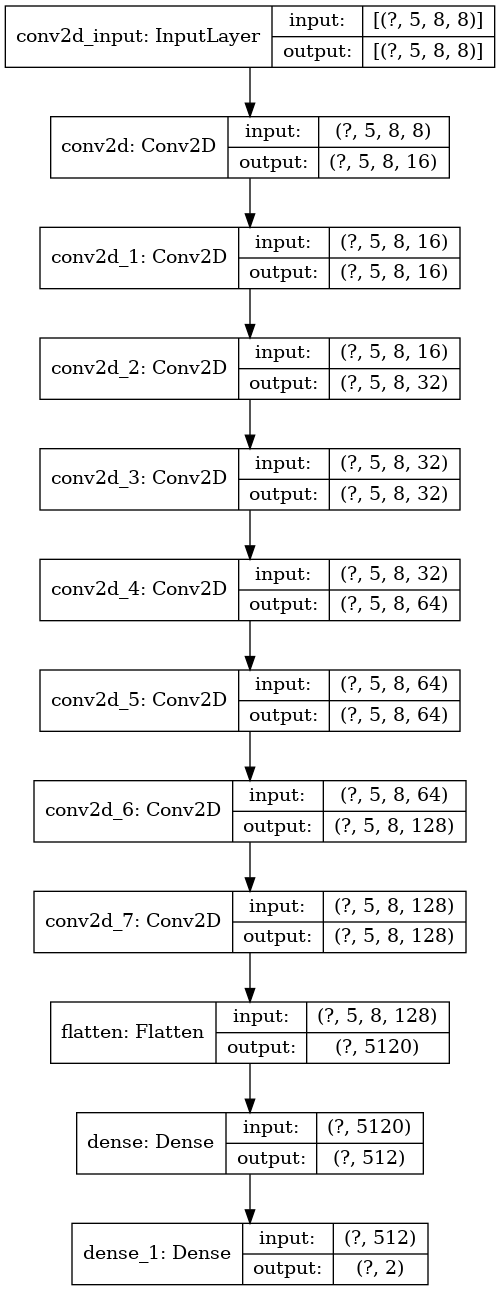 conv2d_input: InputLayer
input: [(?, 5, 8, 8)]
output: [(?, 5, 8, 8)]
conv2d: Conv2D
input: (?, 5, 8, 8)
output: (?, 5, 8, 16)
conv2d_1: Conv2D
input: (?, 5, 8, 16)
output: (?, 5, 8, 16)
conv2d_2: Conv2D
input: (?, 5, 8, 16)
output: (?, 5, 8, 32)
conv2d_3: Conv2D
input: (?, 5, 8, 32)
output: (?, 5, 8, 32)
conv2d_4: Conv2D
input: (?, 5, 8, 32)
output: (?, 5, 8, 64)
conv2d_5: Conv2D
input: (?, 5, 8, 64)
output: (?, 5, 8, 64)
conv2d_6: Conv2D
input: (?, 5, 8, 64)
output: (?, 5, 8, 128)
conv2d_7: Conv2D
input: (?, 5, 8, 128)
output: (?, 5, 8, 128)
flatten: Flatten
input: (?, 5, 8, 128)
output: (?, 5120)
dense: Dense
input: (?, 5120)
output: (?, 512)
dense_1: Dense
input: (?, 512)
output: (?, 2)